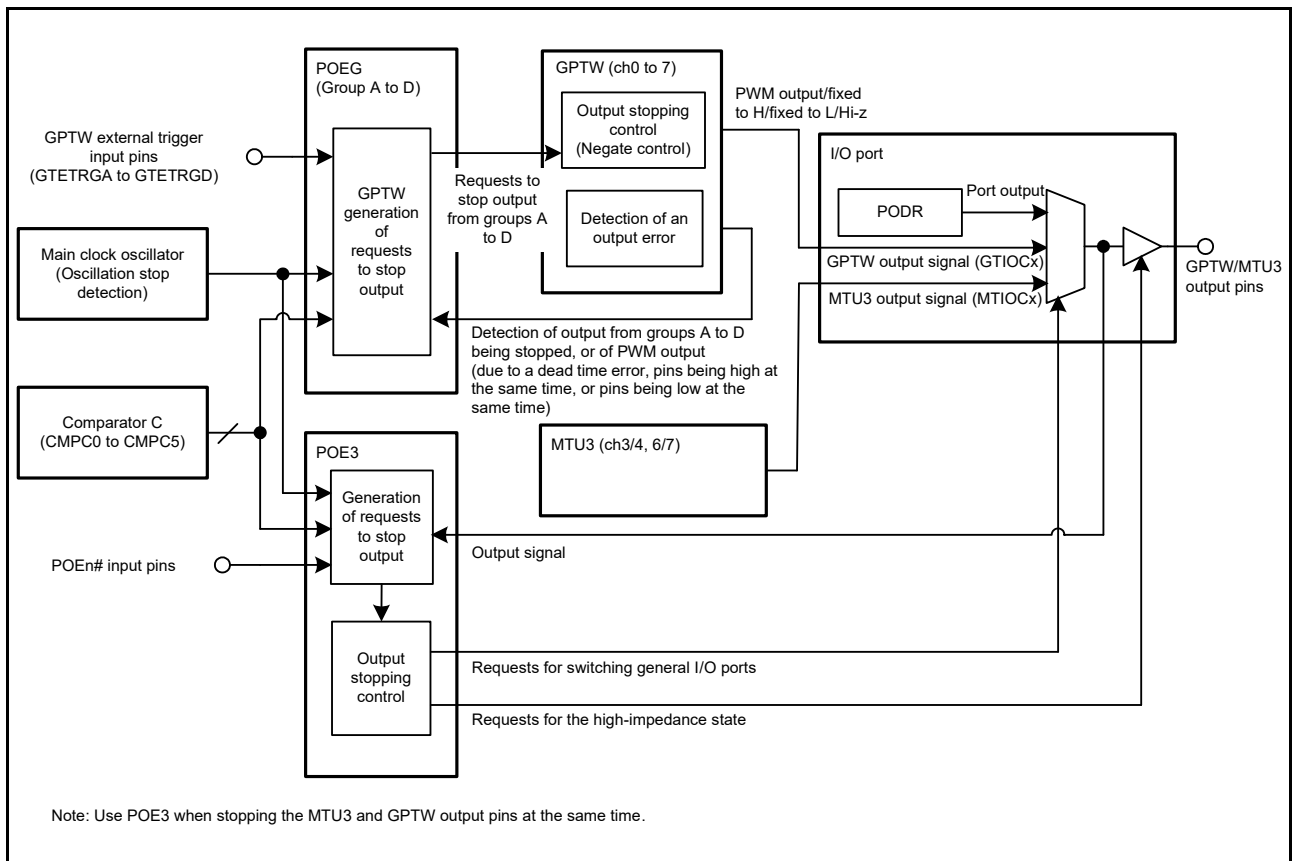 POEG
(Group A to D)
GPTW (ch0 to 7)
PWM output/fixed
to H/fixed to L/Hi-z
Output stopping
control
(Negate control)
GPTW external trigger
input pins
(GTETRGA to GTETRGD)
I/O port
GPTW
generation
of
requests
to stop
output
Requests to
stop output
from groups A
to D
Port output
PODR
Detection of an
output error
Main clock oscillator
(Oscillation stop
detection)
GPTW output signal (GTIOCx)
GPTW/MTU3
output pins
MTU3 output signal (MTIOCx)
Detection of output from groups A to D
being stopped, or of PWM output
(due to a dead time error, pins being high at
the same time, or pins being low at the
same time)
Comparator C
(CMPC0 to CMPC5)
POE3
MTU3 (ch3/4, 6/7)
Generation
of requests
to stop
output
Output signal
POEn# input pins
Output
stopping
control
Requests for switching general I/O ports
Requests for the high-impedance state
Note: Use POE3 when stopping the MTU3 and GPTW output pins at the same time.